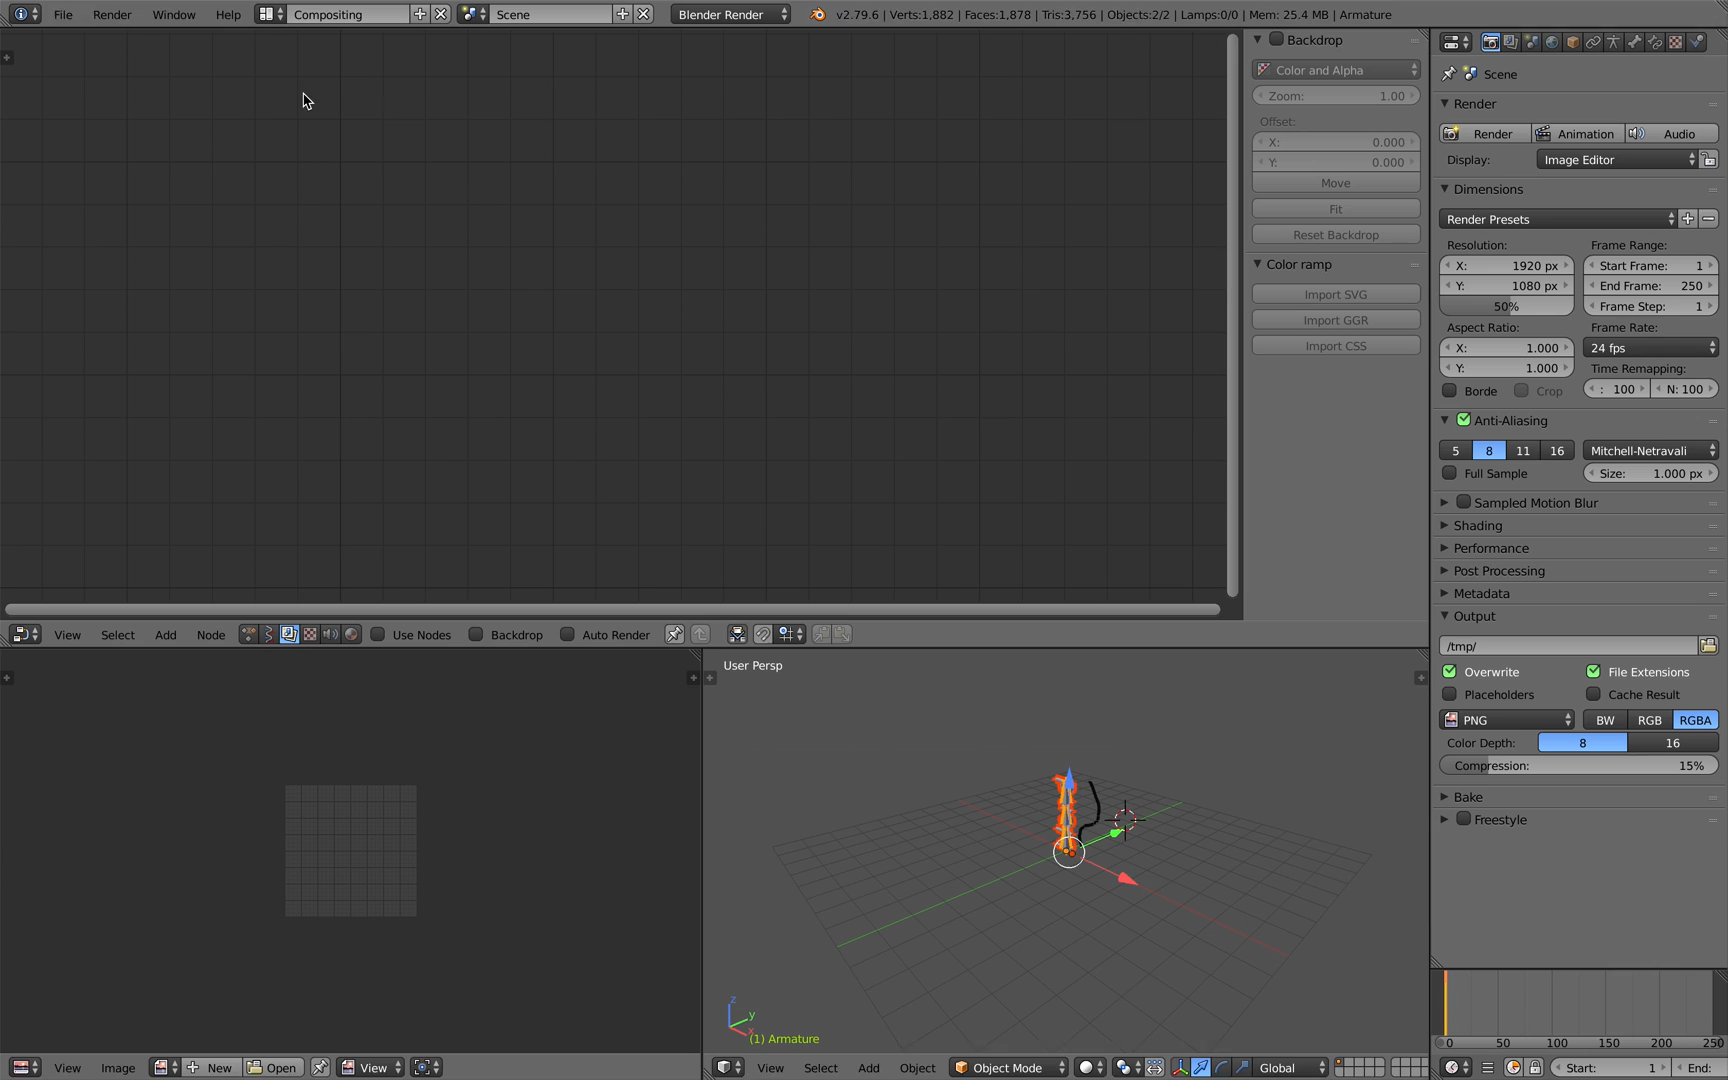 File Render Window Help Compositing Scene Blender Render v2.79.6 | Verts:1,882 | Faces:1,878 | Tris:3,756 | Objects:2/2 | Lamps:0/0 | Mem: 25.4 MB | Armature
Backdrop
Color and Alpha
Zoom: 1.00
Offset:
X: 0.000
Y: 0.000
Move
Fit
Reset Backdrop
Color ramp
Import SVG
Import GGR
Import CSS
Scene
Render
Render Animation Audio
Display: Image Editor
Dimensions
Render Presets
Resolution: Frame Range:
X: 1920 px Start Frame: 1
Y: 1080 px End Frame: 250
50% Frame Step: 1
Aspect Ratio: Frame Rate:
X: 1.000 24 fps
Y: 1.000 Time Remapping:
Borde Crop : 100 N: 100
Anti-Aliasing
5 8 11 16 Mitchell-Netravali
Full Sample Size: 1.000 px
Sampled Motion Blur
Shading
Performance
Post Processing
Metadata
Output
/tmp/
Overwrite File Extensions
Placeholders Cache Result
PNG BW RGB RGBA
Color Depth: 8 16
Compression: 15%
Bake
Freestyle
View Select Add Node Use Nodes Backdrop Auto Render
User Persp
z
y
x
(1) Armature
View Image New Open View
View Select Add Object Object Mode Global
0 50 100 150 200 250
Start: 1 End: